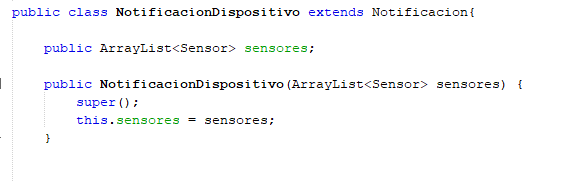 public class NotificacionDispositivo extends Notificacion{
public ArrayList<Sensor> sensores;
public NotificacionDispositivo(ArrayList<Sensor> sensores) {
super();
this.sensores = sensores;
}